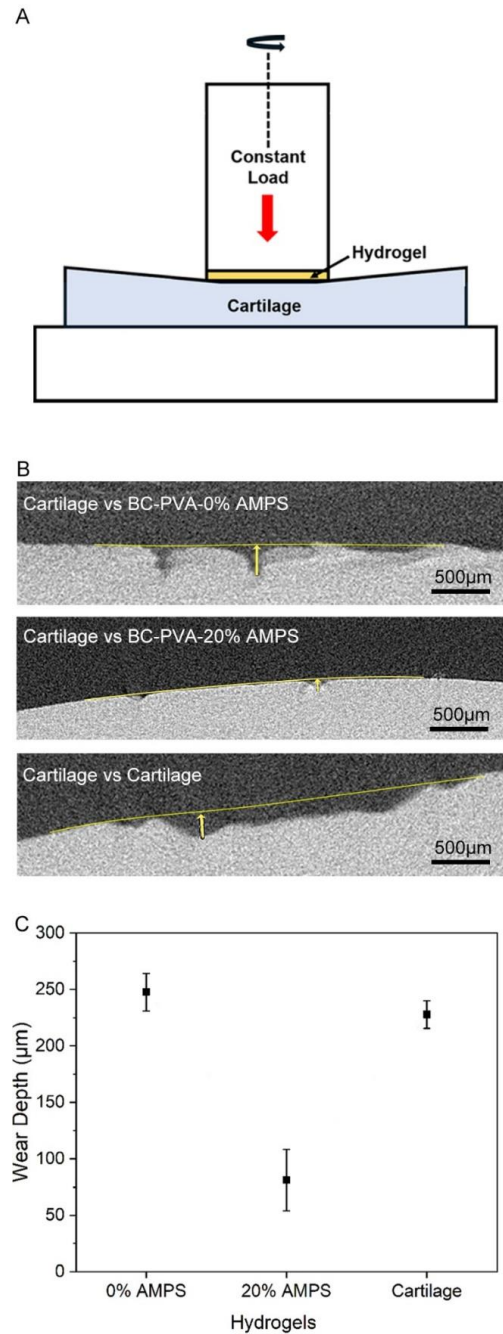 A
Constant
Load
Hydrogel
Cartilage
B
Cartilage vs BC-PVA-0% AMPS
500µm
Cartilage vs BC-PVA-20% AMPS
500µm
Cartilage vs Cartilage
500µm
C
300
250
200
150
100
50
0
Wear Depth (µm)
0% AMPS 20% AMPS Cartilage
Hydrogels